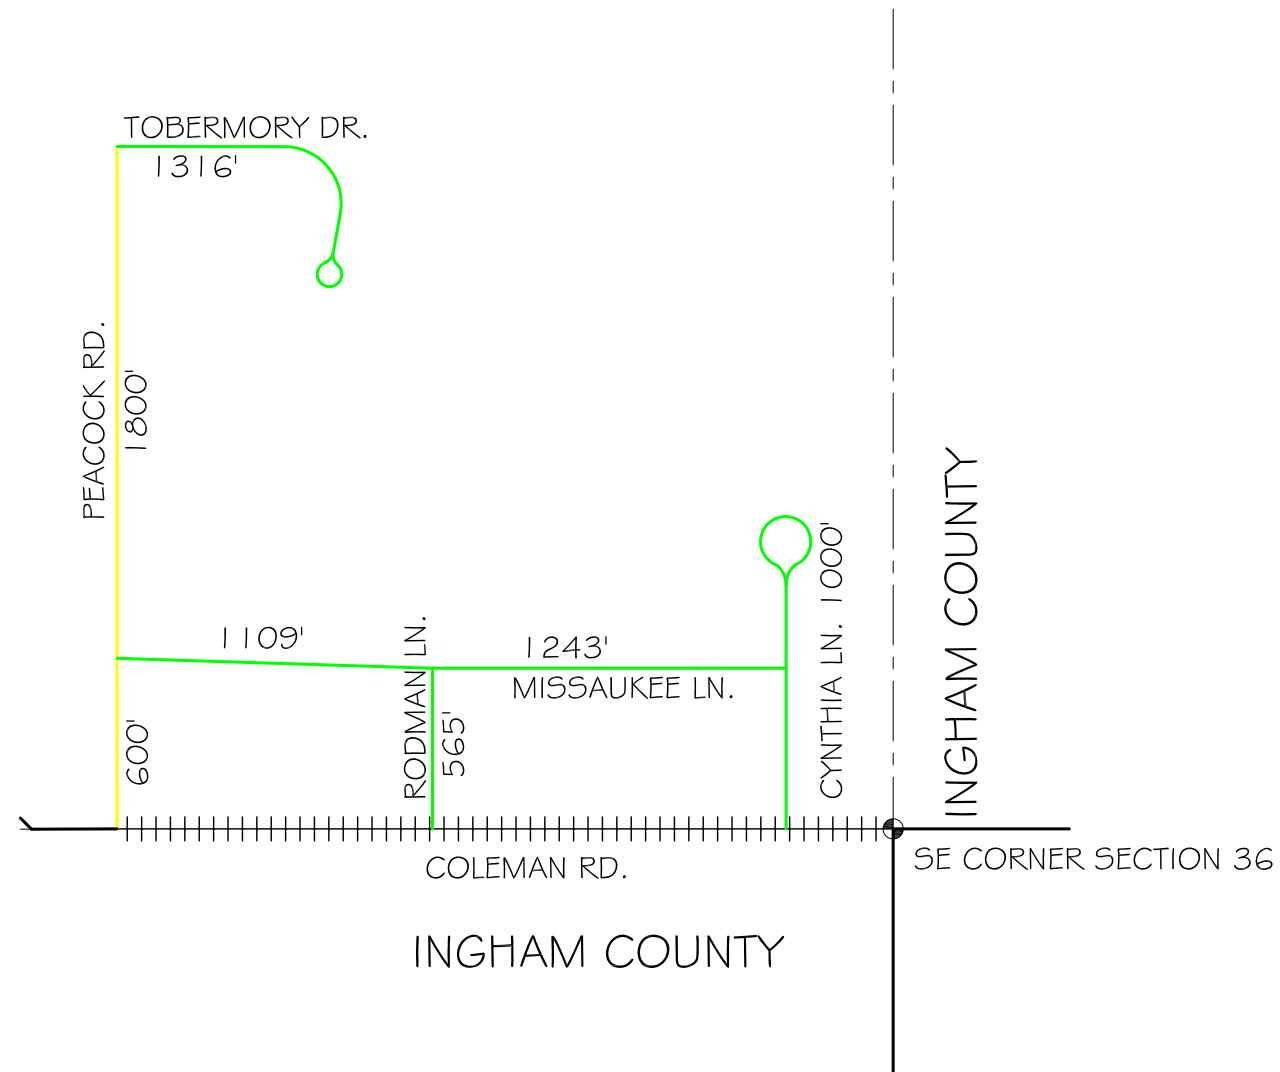 TOBERMORY DR.
1316'
PEACOCK RD.
1800'
INGHAM COUNTY
1000'
CYNTHIA LN.
1109'
RODMAN LN.
1243'
MISSAUKEE LN.
600'
565'
COLEMAN RD.
SE CORNER SECTION 36
INGHAM COUNTY